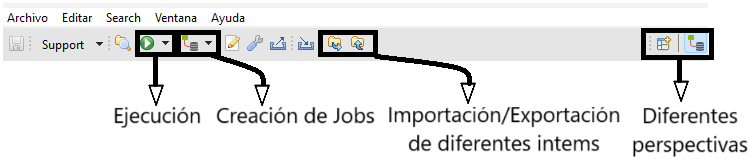 Archivo Editar Search Ventana Ayuda
Support
Ejecución Creación de Jobs Importación/Exportación Diferentes
de diferentes intems perspectivas